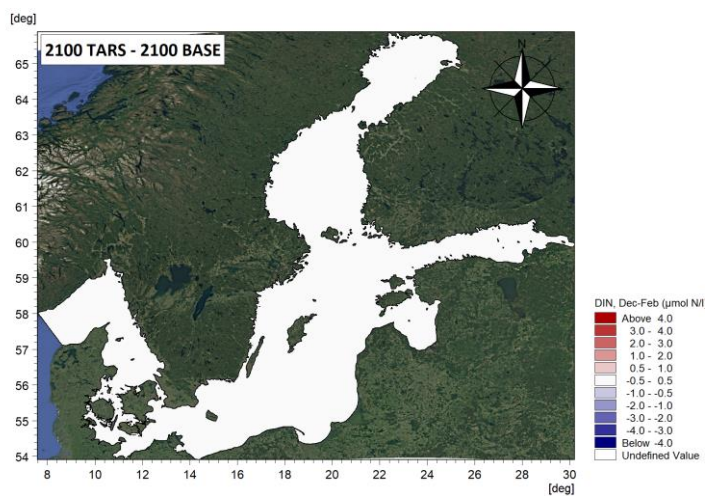 [deg]
2100 TARS - 2100 BASE
N
65
64
63
62
61
60
59
58
57
56
55
54
8 10 12 14 16 18 20 22 24 26 28 30
[deg]
DIN, Dec-Feb (µmol N/l
Above 4.0
3.0 - 4.0
2.0 - 3.0
1.0 - 2.0
0.5 - 1.0
-0.5 - 0.5
-1.0 - -0.5
-2.0 - -1.0
-3.0 - -2.0
-4.0 - -3.0
Below -4.0
Undefined Value